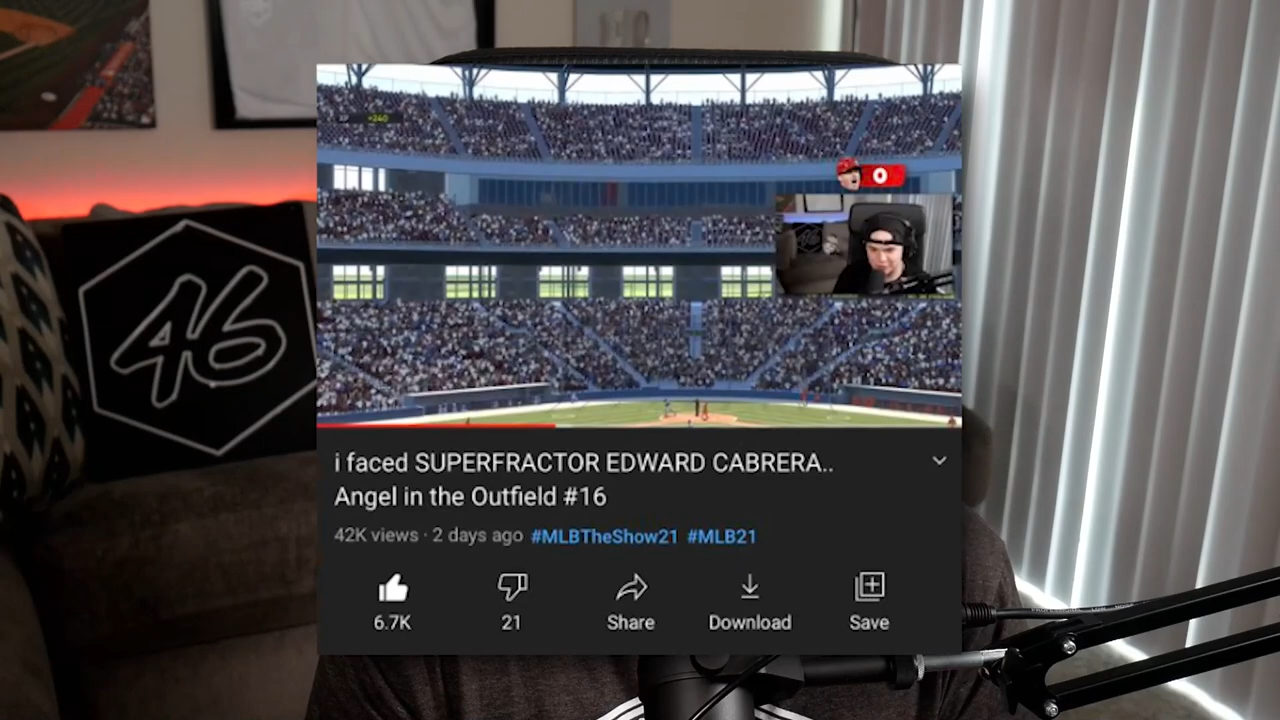 +240
0
46
i faced SUPERFRACTOR EDWARD CABRERA..
Angel in the Outfield #16
42K views · 2 days ago #MLBTheShow21 #MLB21
6.7K 21 Share Download Save